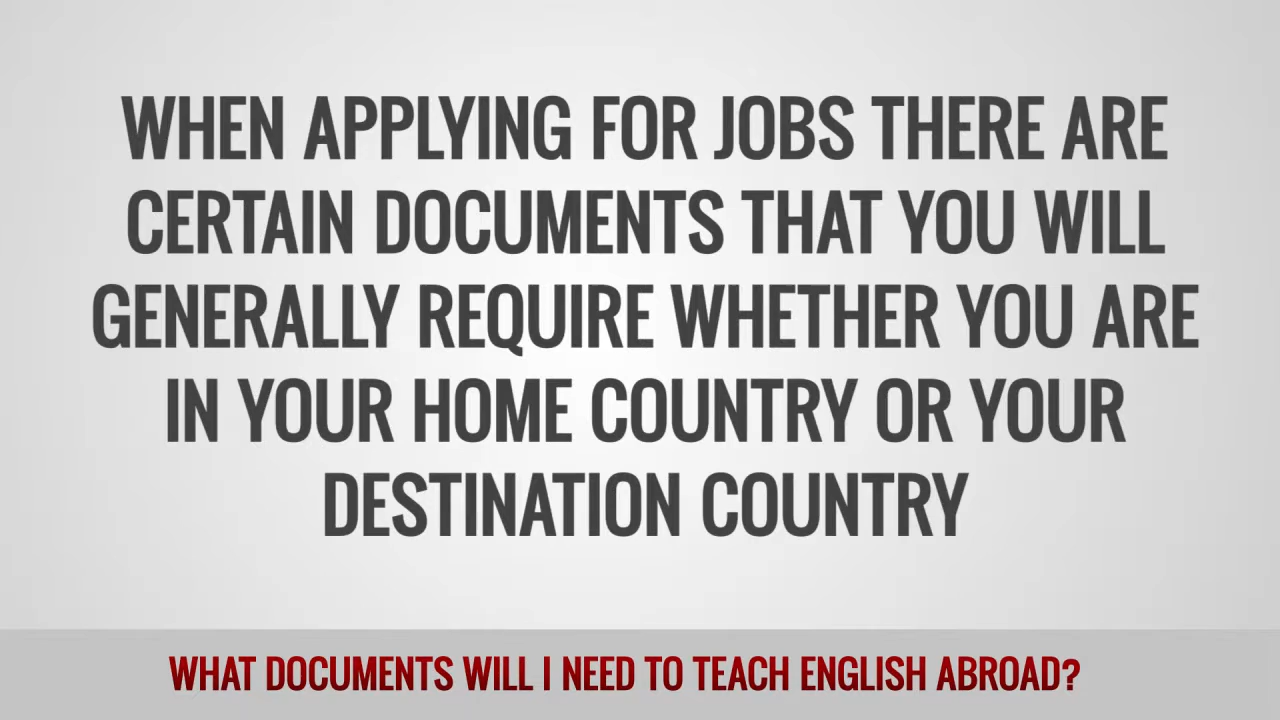 WHEN APPLYING FOR JOBS THERE ARE
CERTAIN DOCUMENTS THAT YOU WILL
GENERALLY REQUIRE WHETHER YOU ARE
IN YOUR HOME COUNTRY OR YOUR
DESTINATION COUNTRY
WHAT DOCUMENTS WILL I NEED TO TEACH ENGLISH ABROAD?